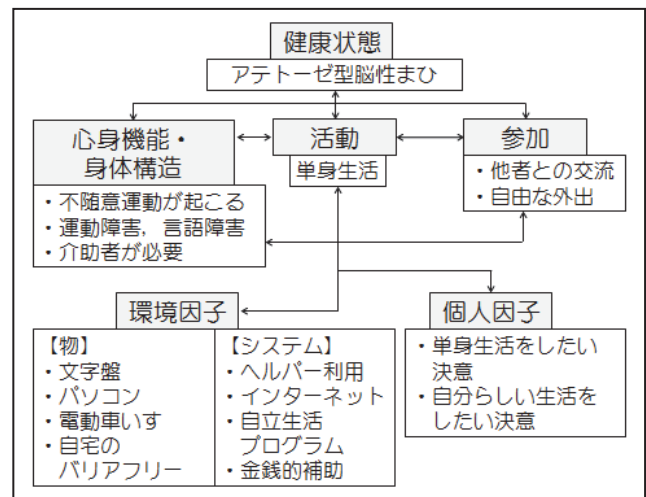 健康状態
アテトーゼ型脳性まひ
心身機能・
身体構造
・不随意運動が起こる
・運動障害，言語障害
・介助者が必要
活動
単身生活
参加
・他者との交流
・自由な外出
環境因子
【物】
・文字盤
・パソコン
・電動車いす
・自宅の
バリアフリー
【システム】
・ヘルパー利用
・インターネット
・自立生活
プログラム
・金銭的補助
個人因子
・単身生活をしたい
決意
・自分らしい生活を
したい決意